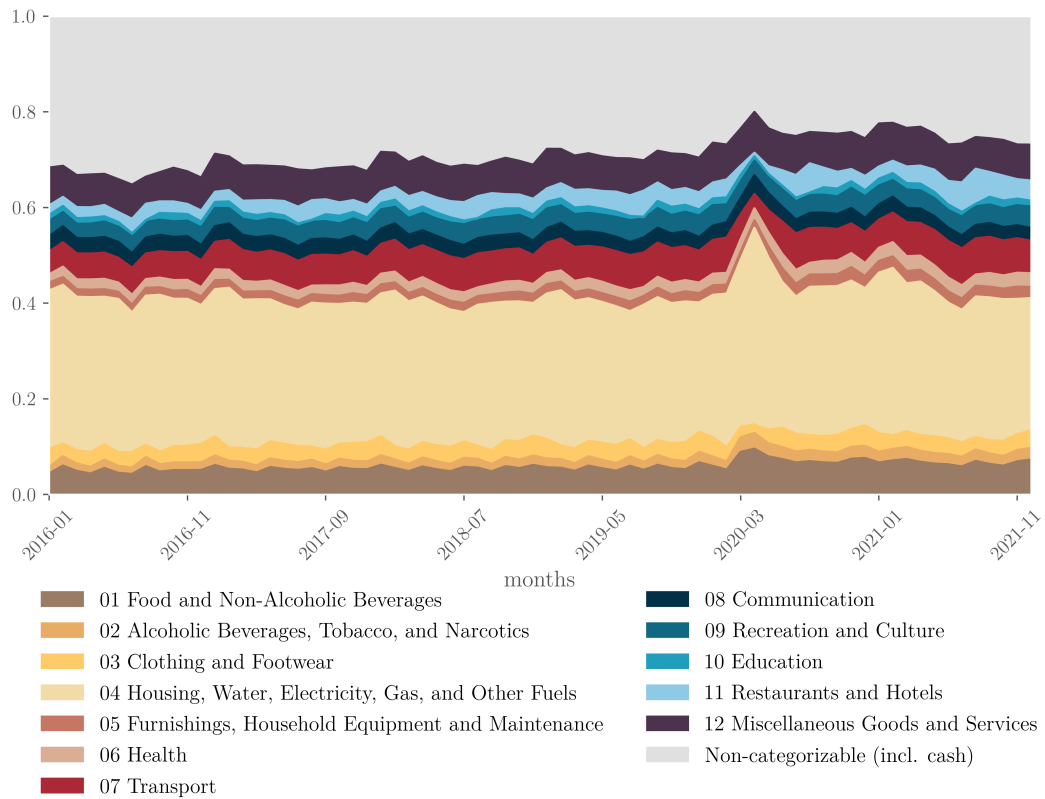 1.0
0.8
0.6
0.4
0.2
0.0
2016-01
2016-11
2017-09
2018-07
2019-05
2020-03
2021-01
2021-11
months
01 Food and Non-Alcoholic Beverages
02 Alcoholic Beverages, Tobacco, and Narcotics
03 Clothing and Footwear
04 Housing, Water, Electricity, Gas, and Other Fuels
05 Furnishings, Household Equipment and Maintenance
06 Health
07 Transport
08 Communication
09 Recreation and Culture
10 Education
11 Restaurants and Hotels
12 Miscellaneous Goods and Services
Non-categorizable (incl. cash)